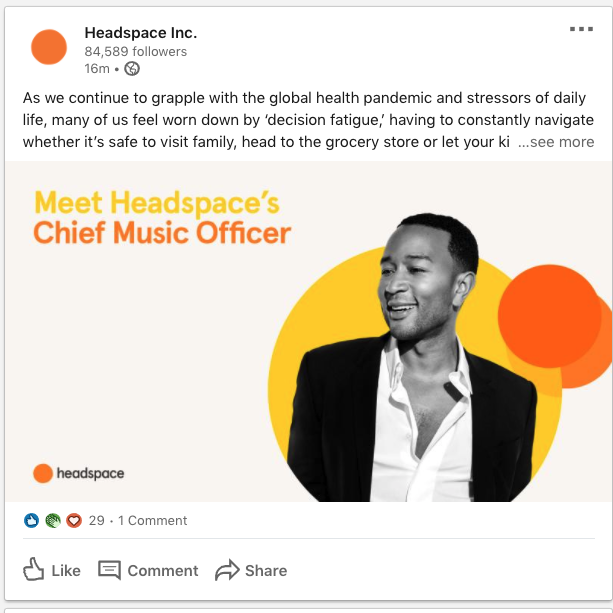 Headspace Inc.
84,589 followers
16m •
As we continue to grapple with the global health pandemic and stressors of daily
life, many of us feel worn down by ‘decision fatigue,’ having to constantly navigate
whether it’s safe to visit family, head to the grocery store or let your ki ...see more
Meet Headspace’s
Chief Music Officer
headspace
29 · 1 Comment
Like Comment Share